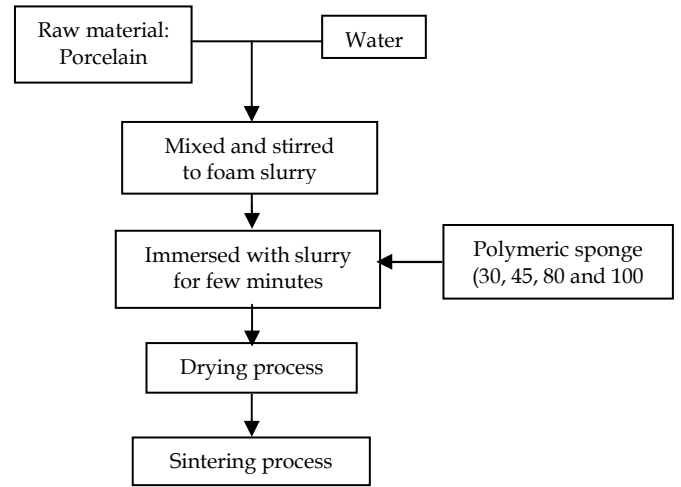 Raw material:
Porcelain
Water
Mixed and stirred
to foam slurry
Immersed with slurry
for few minutes
Polymeric sponge
(30, 45, 80 and 100
Drying process
Sintering process